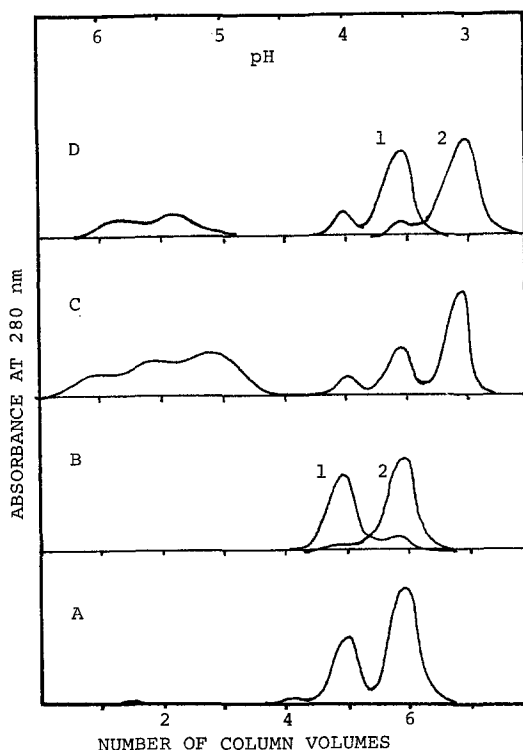 6 5 4 3
pH
D 1 2
C
B 1 2
A
2 4 6
NUMBER OF COLUMN VOLUMES
ABSORBANCE AT 280 nm